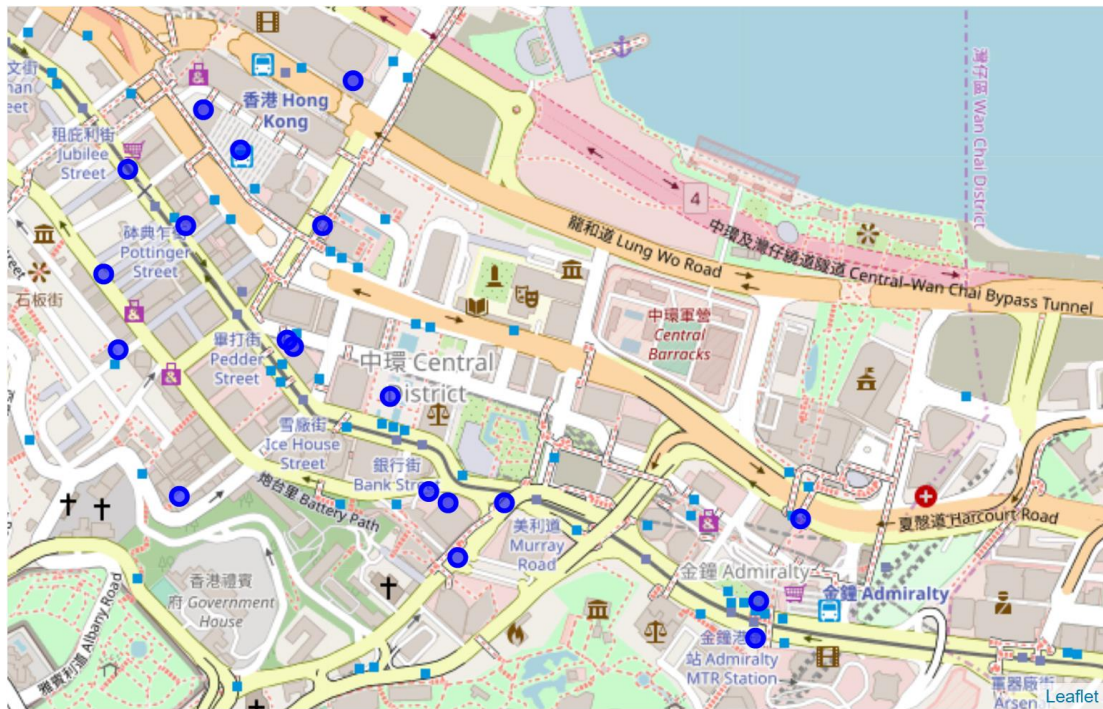 文街
man
eet
香港 Hong
Kong
租庇利街
Jubilee
Street
灣仔區 Wan Chai District
4
砵典乍街
Pottinger
Street
石板街
龍和道 Lung Wo Road
中環及灣仔繞道隧道 Central–Wan Chai Bypass Tunnel
中環軍營
Central
Barracks
畢打街
Pedder
Street
中環 Central
District
雪廠街
Ice House
Street
銀行街
Bank Street
炮台里 Battery Path
美利道
Murray
Road
夏慤道 Harcourt Road
香港禮賓
府 Government
House
金鐘 Admiralty
金鐘 Admiralty
雅賓利道 Albany Road
金鐘港
站 Admiralty
MTR Station
軍器廠街
Arsena
Leaflet